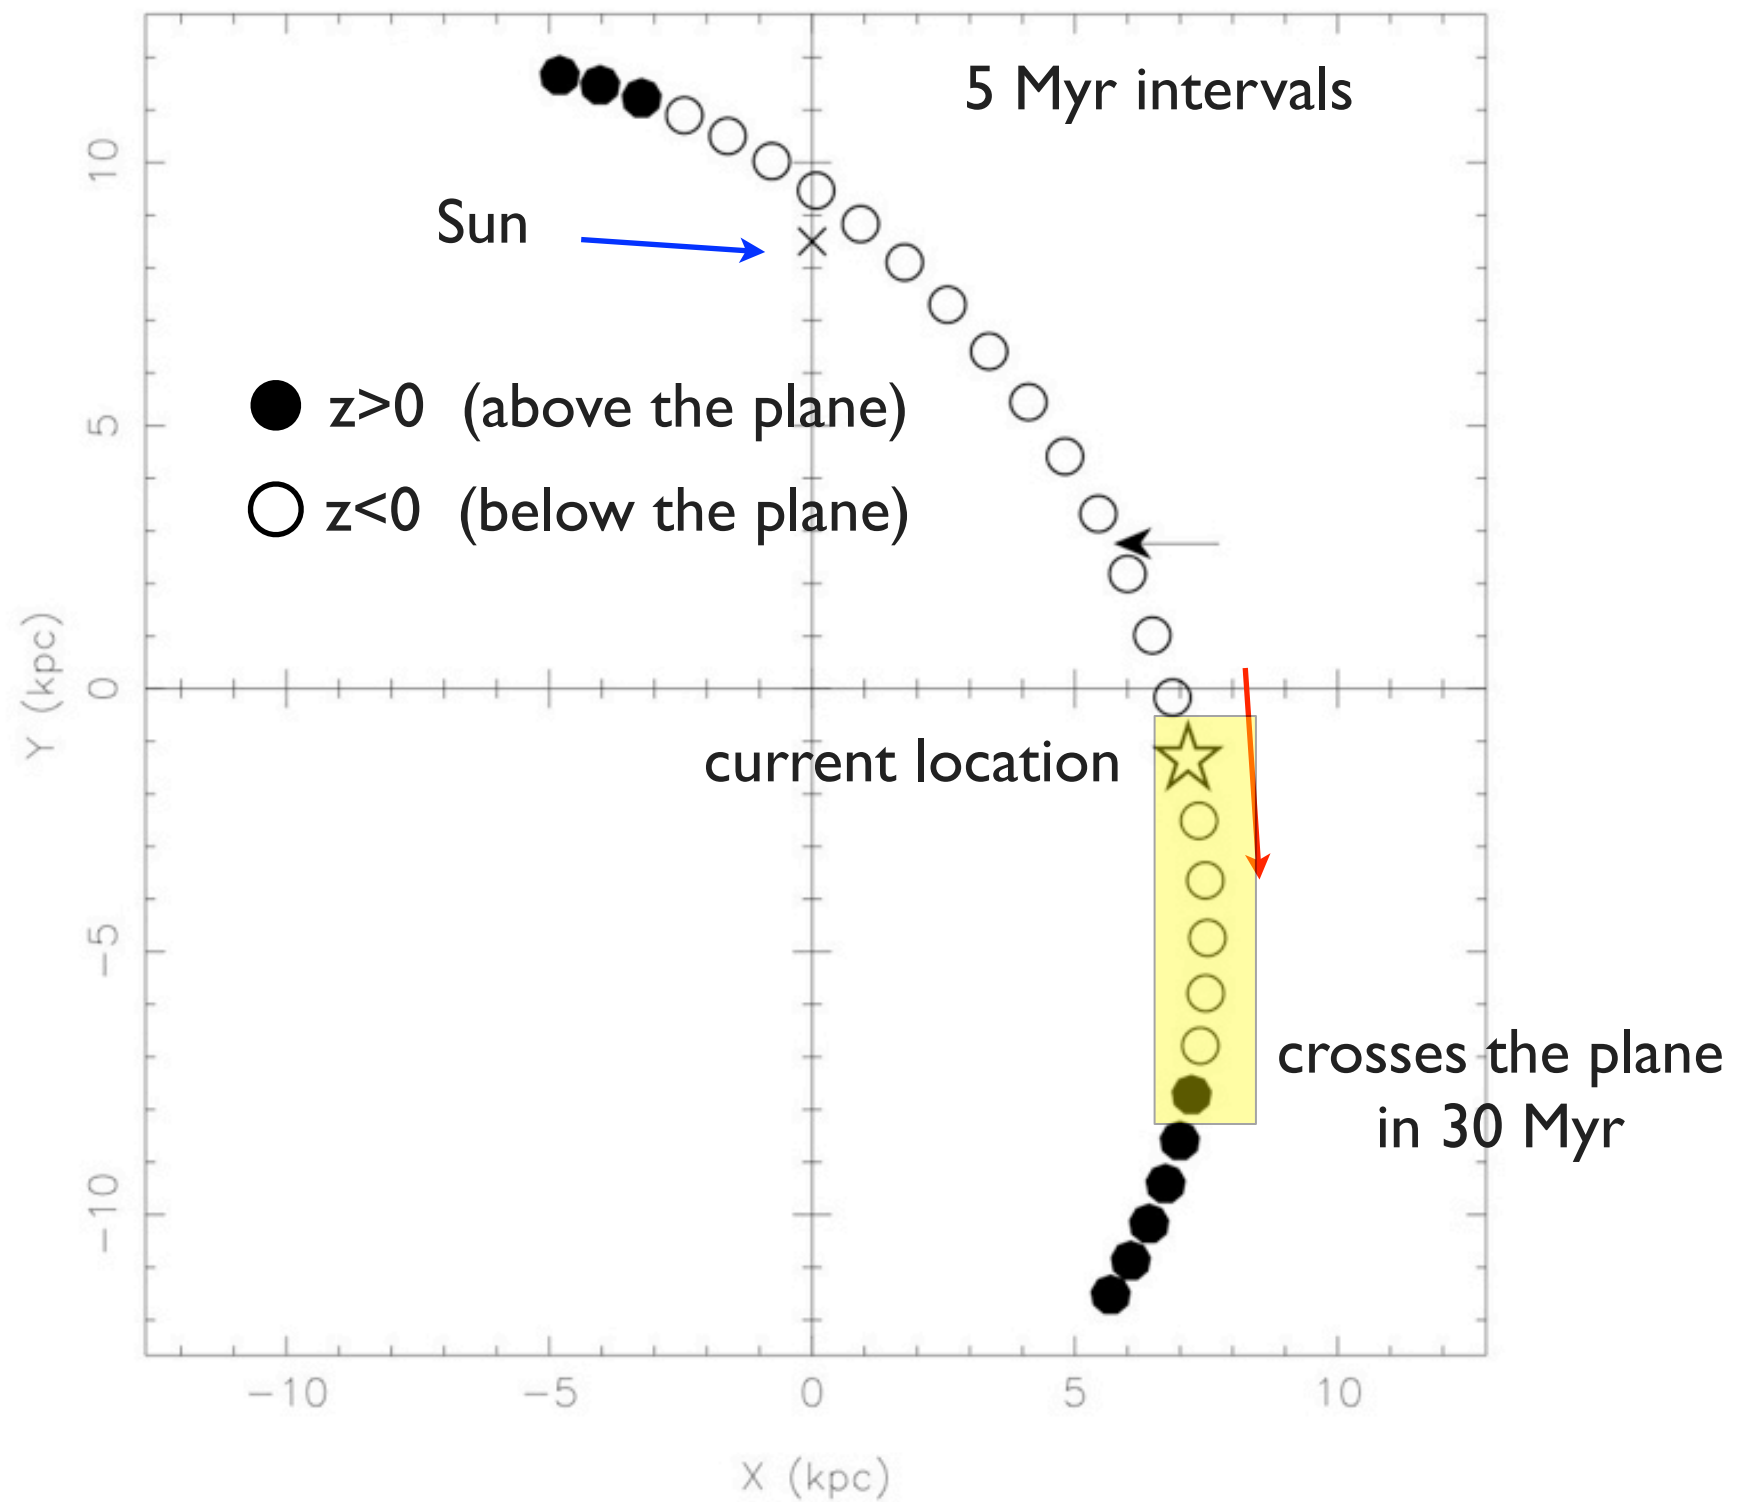 5 Myr intervals
10
Sun
z>0 (above the plane)
5
z<0 (below the plane)
Y (kpc)
0
current location
−5
crosses the plane
in 30 Myr
−10
−10 −5 0 5 10
X (kpc)